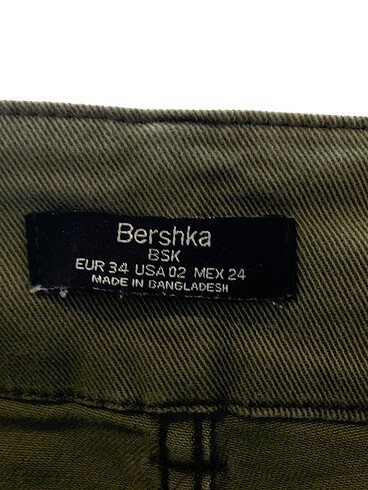 Bershka
BSK
EUR 34 USA 02 MEX 24
MADE IN BANGLADESH